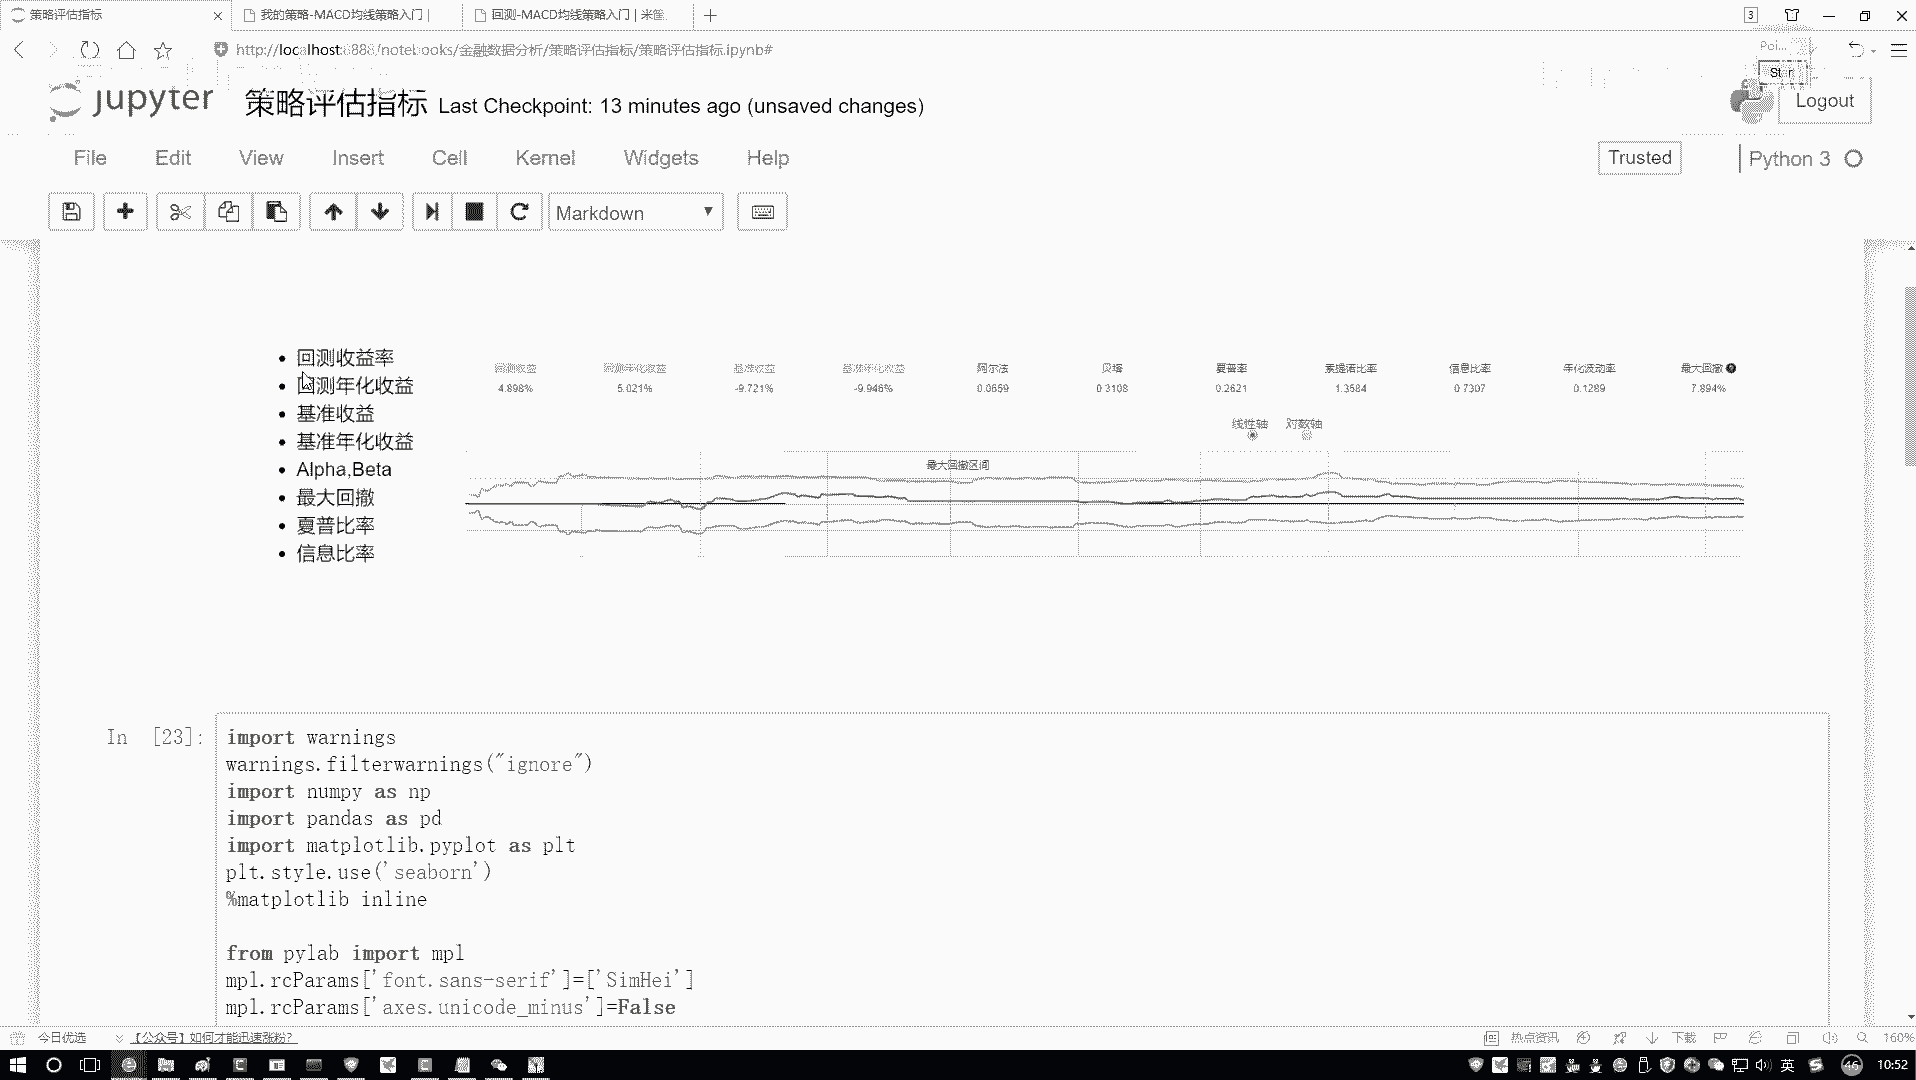 策略评估指标
我的策略-MACD均线策略入门 |
回测-MACD均线策略入门 | 米筐
3
http://localhost:8888/notebooks/金融数据分析/策略评估指标/策略评估指标.ipynb#
jupyter 策略评估指标 Last Checkpoint: 13 minutes ago (unsaved changes)
Logout
File Edit View Insert Cell Kernel Widgets Help
Trusted Python 3
Markdown
回测收益率
回测年化收益
基准收益
基准年化收益
Alpha,Beta
最大回撤
夏普比率
信息比率
回测收益 回测年化收益 基准收益 基准年化收益 阿尔法 贝塔 夏普率 索提诺比率 信息比率 年化波动率 最大回撤
4.898% 5.021% -9.721% -9.946% 0.0559 0.3108 0.2621 1.3584 0.7307 0.1289 7.894%
线性轴 对数轴
最大回撤区间
In [23]:
import warnings
warnings.filterwarnings("ignore")
import numpy as np
import pandas as pd
import matplotlib.pyplot as plt
plt.style.use('seaborn')
%matplotlib inline
from pylab import mpl
mpl.rcParams['font.sans-serif']=['SimHei']
mpl.rcParams['axes.unicode_minus']=False
今日优选 【公众号】如何才能迅速涨粉?
热点资讯 下载 160%
英 46 10:52